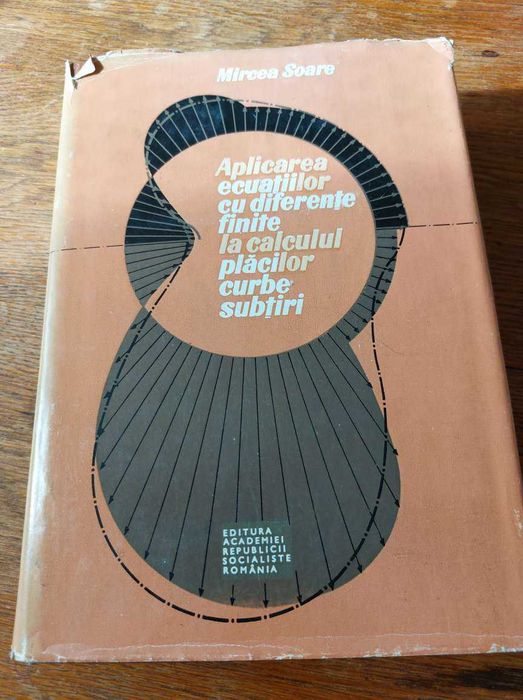 Mircea Soare
Aplicarea
ecuațiilor
cu diferențe
finite
la calculul
plăcilor
curbe
subțiri
EDITURA
ACADEMIEI
REPUBLICII
SOCIALISTE
ROMÂNIA